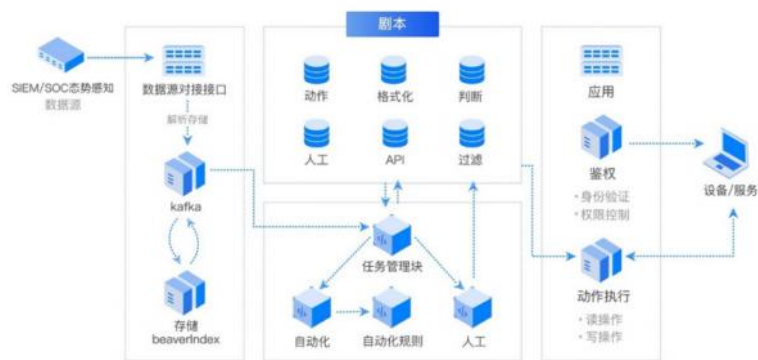 剧本
SIEM/SOC态势感知
数据源
数据源对接接口
解析存储
kafka
存储
beaverIndex
动作
格式化
判断
人工
API
过滤
任务管理块
自动化
自动化规则
人工
应用
鉴权
•身份验证
•权限控制
动作执行
•读操作
•写操作
设备/服务